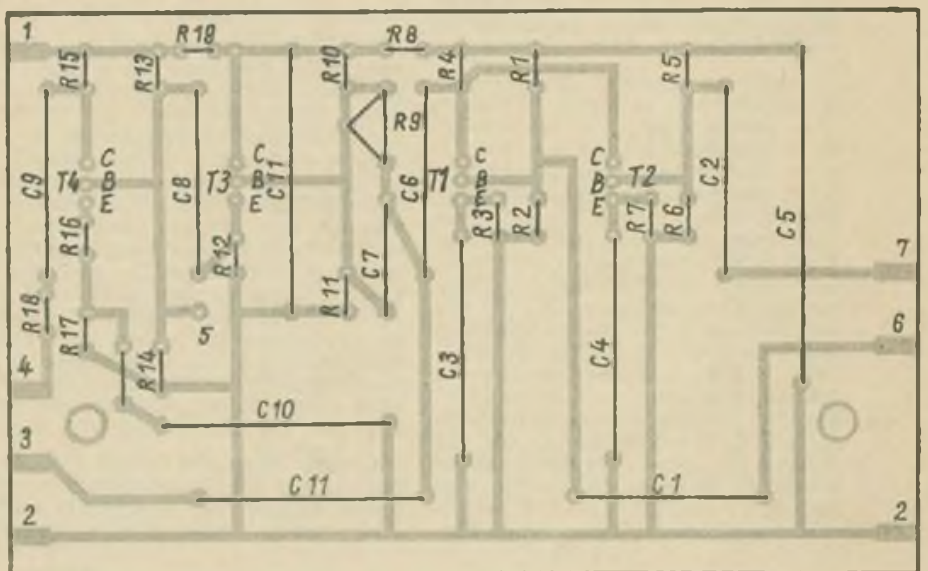 1
R15
R13
R19
R10
R8
R4
R1
R5
R9
C9
T4
C
B
E
C8
T3
C
B
E
C11
C6
T1
C
B
E
C
B
E
T2
C2
C5
R16
R12
R3
R2
R7
R6
C7
R11
7
R18
R17
5
R14
6
C3
C4
4
C10
3
C11
C1
2
2